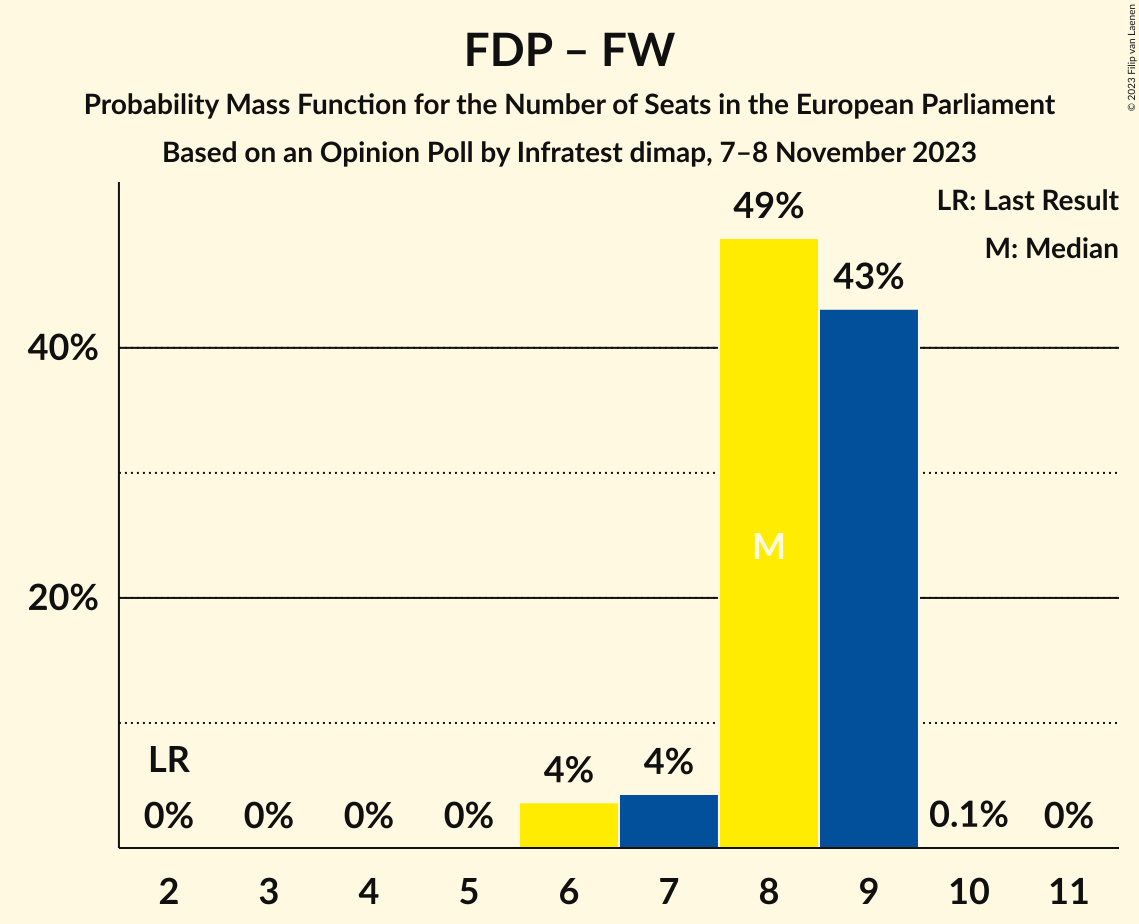 FDP – FW
Probability Mass Function for the Number of Seats in the European Parliament
Based on an Opinion Poll by Infratest dimap, 7–8 November 2023
© 2023 Filip van Laenen
LR: Last Result
M: Median
49%
43%
40%
M
20%
LR
4%
4%
0%
0%
0%
0%
0.1%
0%
2
3
4
5
6
7
8
9
10
11